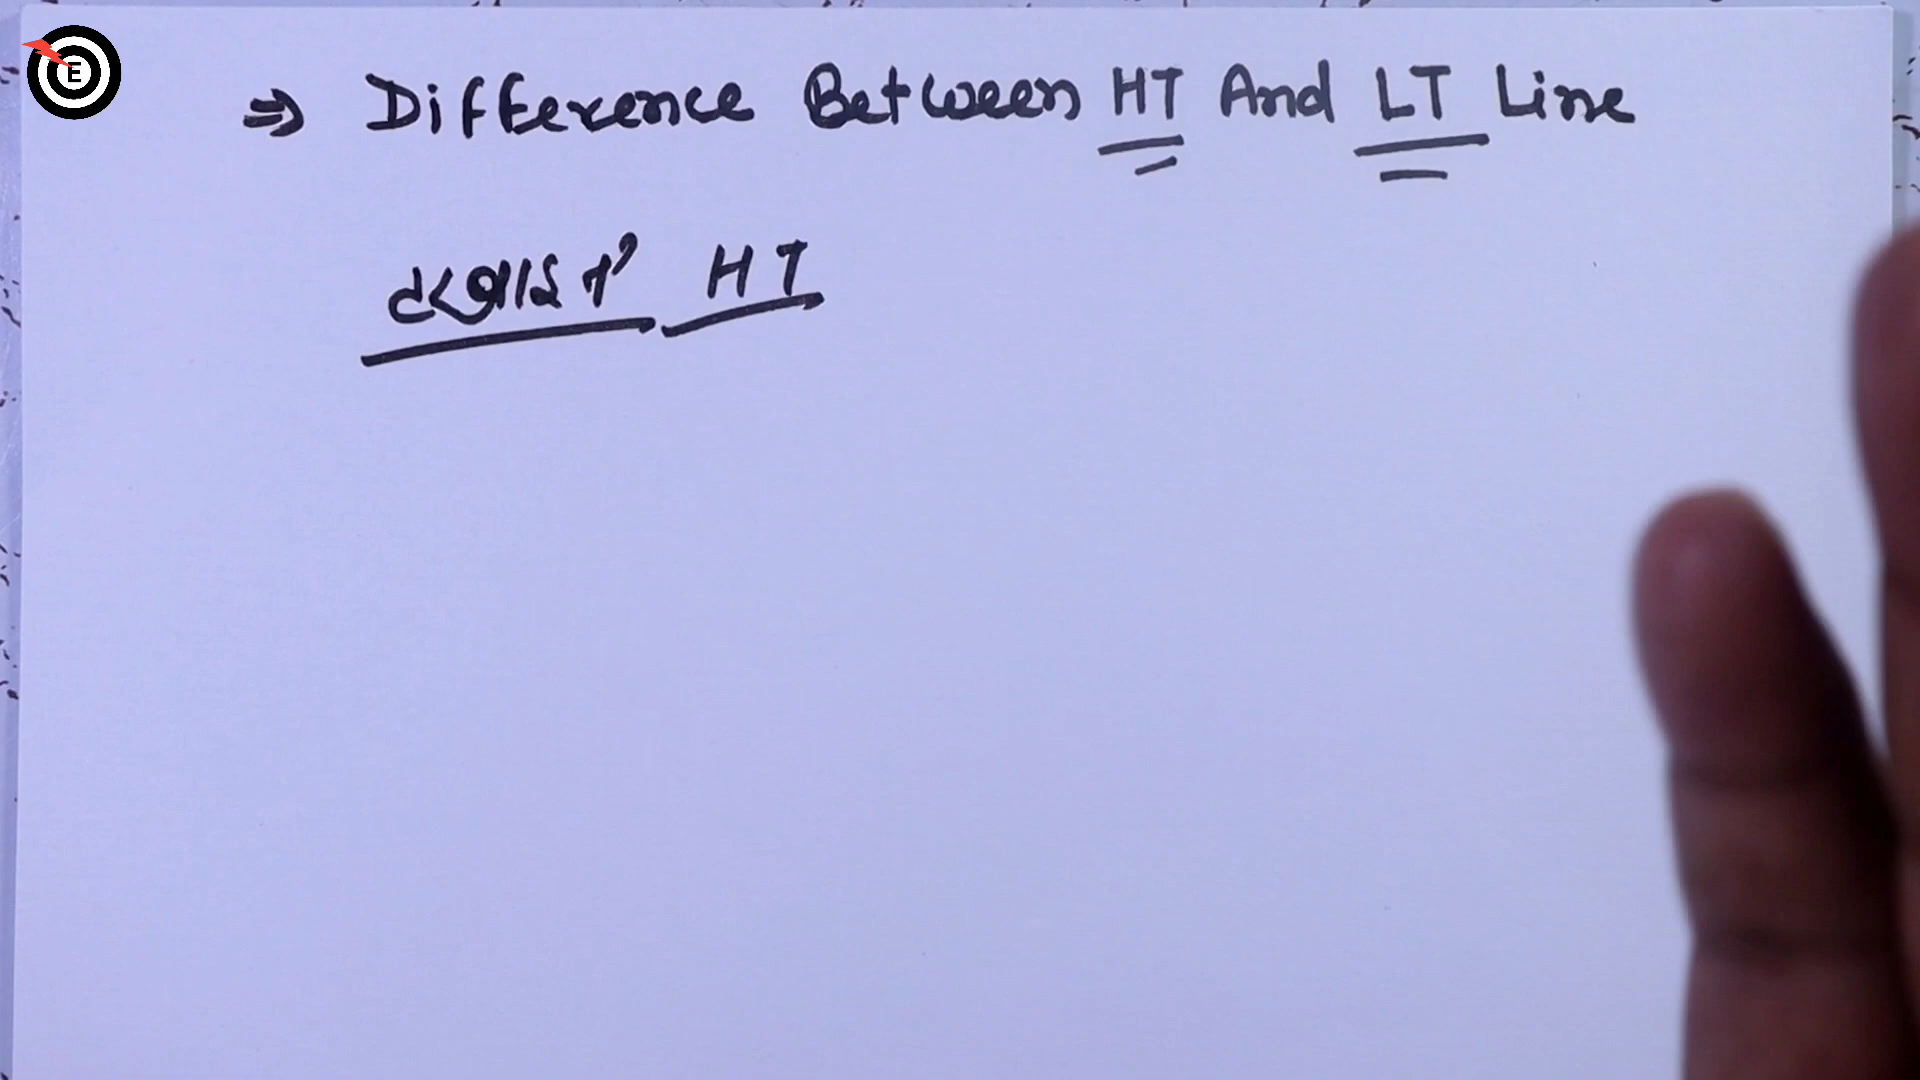 E
⇒ Difference Between HT And LT Line
HT